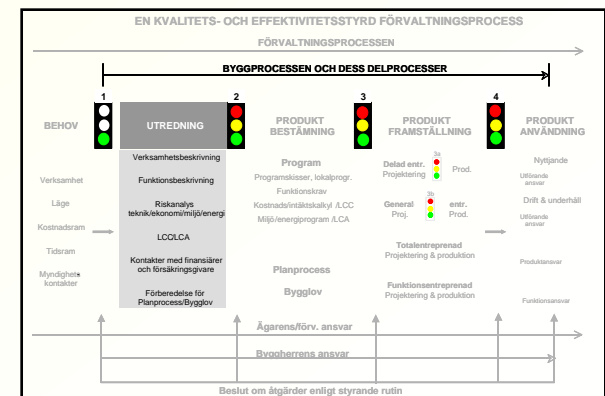 EN KVALITETS- OCH EFFEKTIVITETSSTYRD FÖRVALTNINGSPROCESS
FÖRVALTNINGSPROCESSEN
BYGGPROCESSEN OCH DESS DELPROCESSER
1
2
3
4
BEHOV
UTREDNING
PRODUKT
BESTÄMNING
PRODUKT
FRAMSTÄLLNING
PRODUKT
ANVÄNDNING
Verksamhet
Läge
Kostnadsram
Tidsram
Myndighets-
kontakter
Verksamhetsbeskrivning
Funktionsbeskrivning
Riskanalys
teknik/ekonomi/miljö/energi
LCC/LCA
Kontakter med finansiärer
och försäkringsgivare
Förberedelse för
Planprocess/Bygglov
Program
Programskisser, lokalprogr.
Funktionskrav
Kostnads/intäktskalkyl /LCC
Miljö/energiprogram /LCA
Planprocess
Bygglov
Delad entr.
Projektering
3a
Prod.
General
Proj.
3b
entr.
Prod.
Totalentreprenad
Projektering & produktion
Funktionsentreprenad
Projektering & produktion
Nyttjande
Utförande
ansvar
Drift & underhåll
Utförande
ansvar
Produktansvar
Funktionsansvar
Ägarens/förv. ansvar
Byggherrens ansvar
Beslut om åtgärder enligt styrande rutin